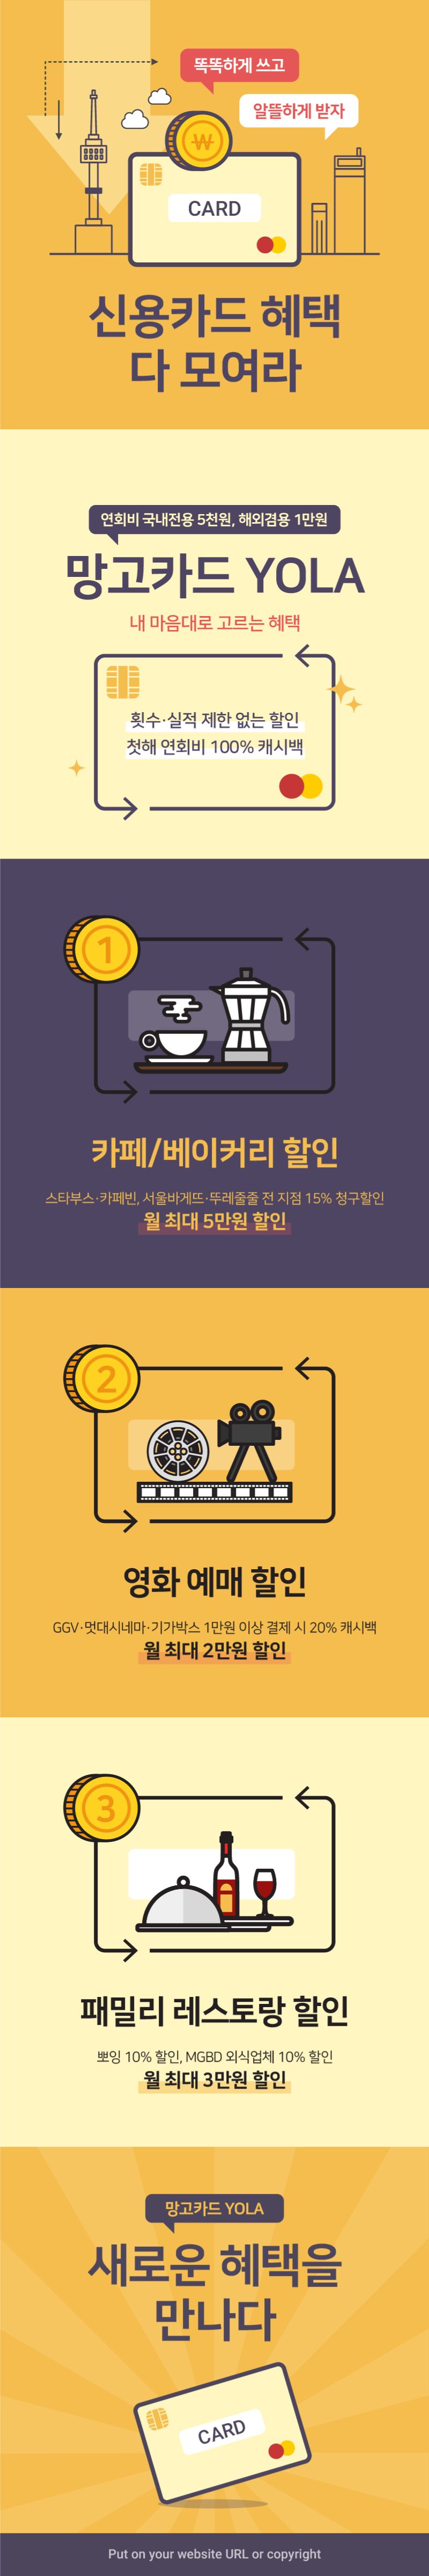 똑똑하게 쓰고
알뜰하게 받자
₩
CARD
신용카드 혜택
다 모여라
연회비 국내전용 5천원, 해외겸용 1만원
망고카드 YOLA
내 마음대로 고르는 혜택
횟수·실적 제한 없는 할인
첫해 연회비 100% 캐시백
1
카페/베이커리 할인
스타부스·카페빈, 서울바게뜨·뚜레줄줄 전 지점 15% 청구할인
월 최대 5만원 할인
2
영화 예매 할인
GGV·멋대시네마·기가박스 1만원 이상 결제 시 20% 캐시백
월 최대 2만원 할인
3
패밀리 레스토랑 할인
뽀잉 10% 할인, MGBD 외식업체 10% 할인
월 최대 3만원 할인
망고카드 YOLA
새로운 혜택을
만나다
CARD
Put on your website URL or copyright